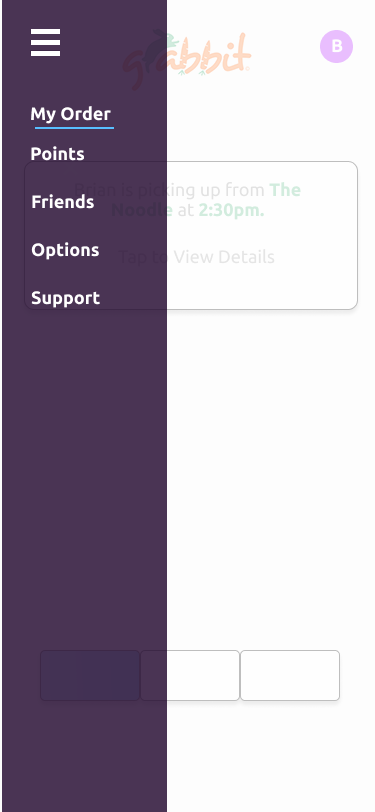 grabbit
B
My Order
Points
Brian is picking up from The
Friends
Noodle at 2:30pm.
Options
Tap to View Details
Support